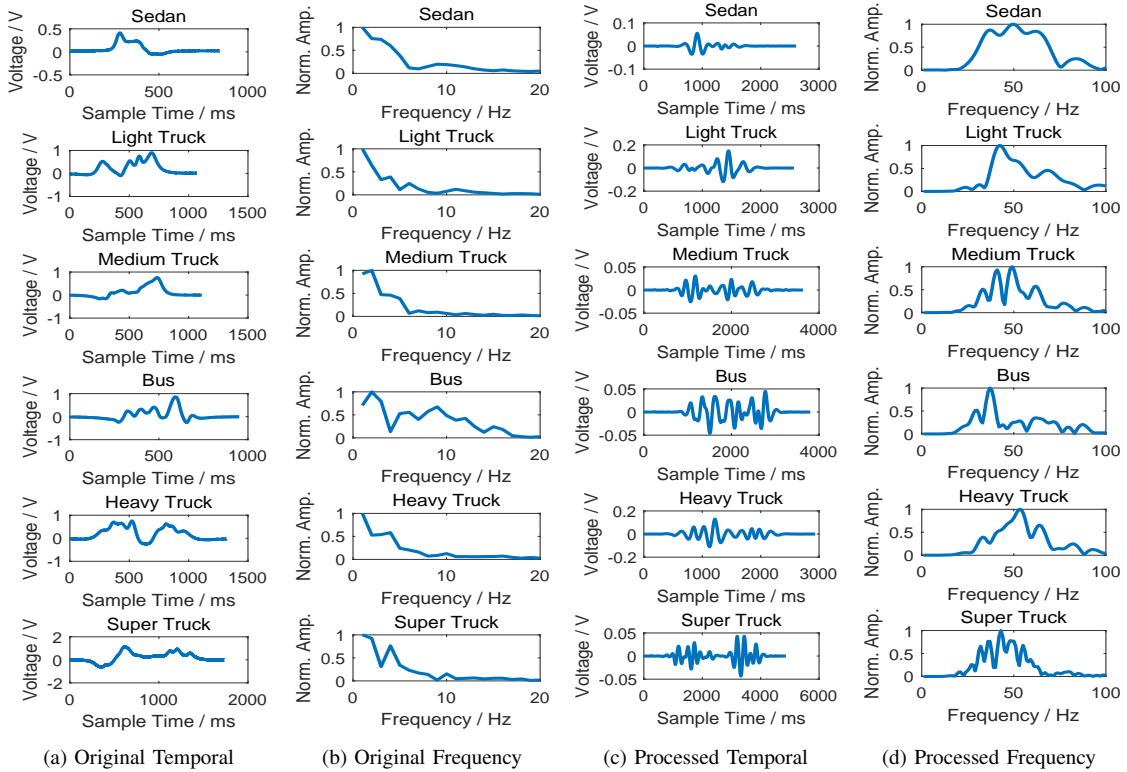 Sedan
Voltage / V
0.5
0
-0.5
0 500 1000
Sample Time / ms
Light Truck
Voltage / V
1
0
-1
0 500 1000 1500
Sample Time / ms
Medium Truck
Voltage / V
1
0
-1
0 500 1000 1500
Sample Time / ms
Bus
Voltage / V
1
0
-1
0 200 400 600 800 1000
Sample Time / ms
Heavy Truck
Voltage / V
1
0
-1
0 500 1000 1500
Sample Time / ms
Super Truck
Voltage / V
2
0
-2
0 1000 2000
Sample Time / ms
(a) Original Temporal
Sedan
Norm. Amp.
1
0.5
0
0 10 20
Frequency / Hz
Light Truck
Norm. Amp.
1
0.5
0
0 10 20
Frequency / Hz
Medium Truck
Norm. Amp.
1
0.5
0
0 10 20
Frequency / Hz
Bus
Norm. Amp.
1
0.5
0
0 10 20
Frequency / Hz
Heavy Truck
Norm. Amp.
1
0.5
0
0 10 20
Frequency / Hz
Super Truck
Norm. Amp.
1
0.5
0
0 10 20
Frequency / Hz
(b) Original Frequency
Sedan
Voltage / V
0.1
0
-0.1
0 1000 2000 3000
Sample Time / ms
Light Truck
Voltage / V
0.2
0
-0.2
0 1000 2000 3000
Sample Time / ms
Medium Truck
Voltage / V
0.05
0
-0.05
0 2000 4000
Sample Time / ms
Bus
Voltage / V
0.05
0
-0.05
0 2000 4000
Sample Time / ms
Heavy Truck
Voltage / V
0.2
0
-0.2
0 1000 2000 3000
Sample Time / ms
Super Truck
Voltage / V
0.05
0
-0.05
0 2000 4000 6000
Sample Time / ms
(c) Processed Temporal
Sedan
Norm. Amp.
1
0.5
0
0 50 100
Frequency / Hz
Light Truck
Norm. Amp.
1
0.5
0
0 50 100
Frequency / Hz
Medium Truck
Norm. Amp.
1
0.5
0
0 50 100
Frequency / Hz
Bus
Norm. Amp.
1
0.5
0
0 50 100
Frequency / Hz
Heavy Truck
Norm. Amp.
1
0.5
0
0 50 100
Frequency / Hz
Super Truck
Norm. Amp.
1
0.5
0
0 50 100
Frequency / Hz
(d) Processed Frequency